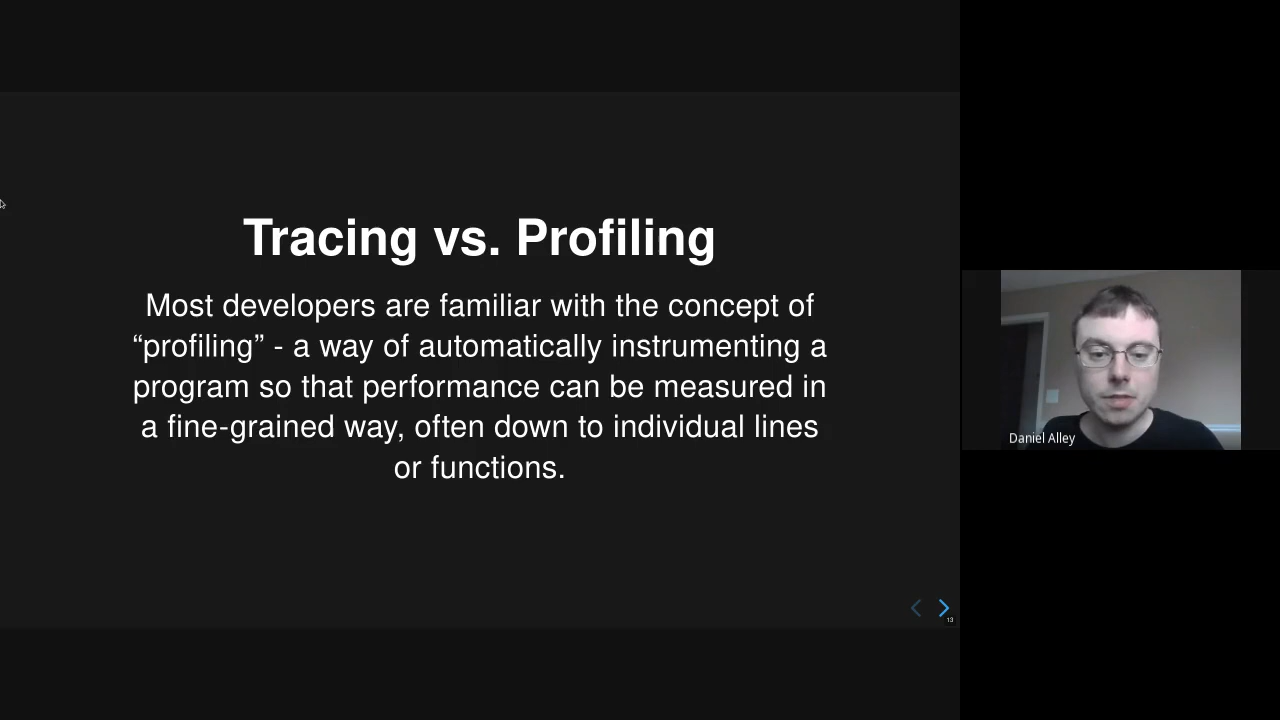 Tracing vs. Profiling
Most developers are familiar with the concept of
“profiling” - a way of automatically instrumenting a
program so that performance can be measured in
a fine-grained way, often down to individual lines
or functions.
13
Daniel Alley